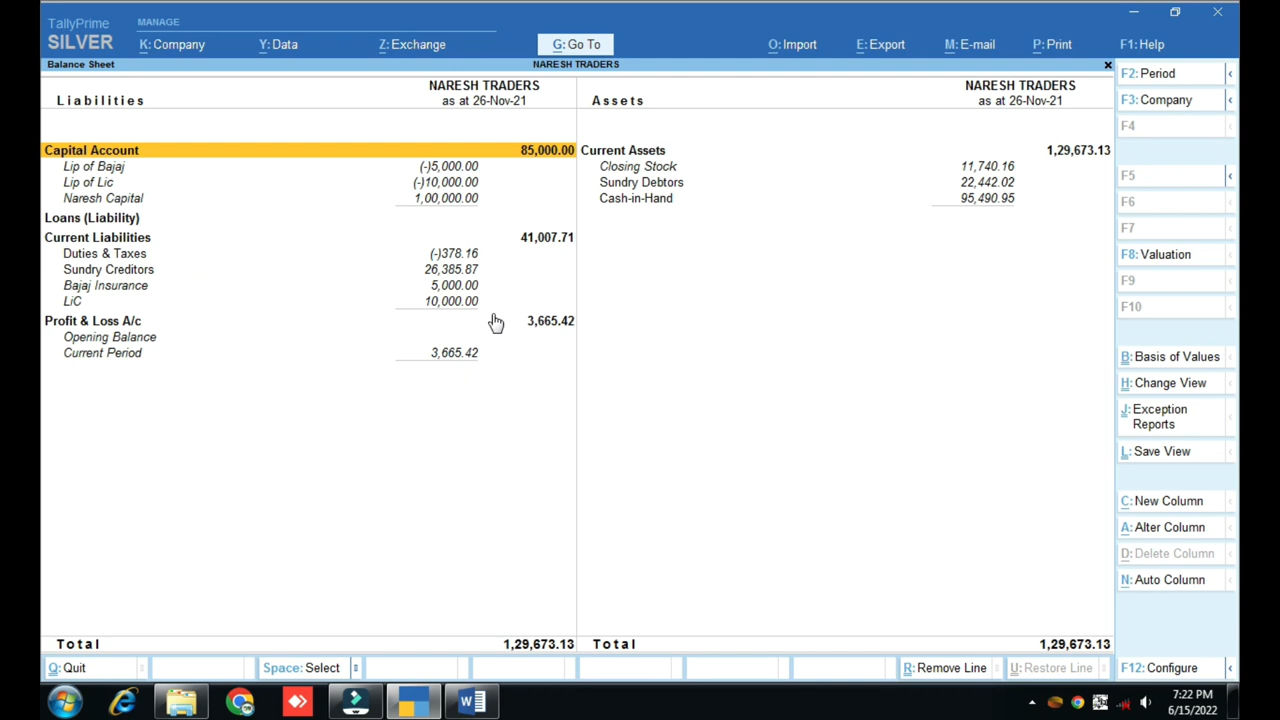 TallyPrime
SILVER
MANAGE
K: Company Y: Data Z: Exchange G: Go To O: Import E: Export M: E-mail P: Print F1: Help
Balance Sheet NARESH TRADERS
Liabilities NARESH TRADERS as at 26-Nov-21
Assets NARESH TRADERS as at 26-Nov-21
Capital Account 85,000.00
Lip of Bajaj (-)5,000.00
Lip of Lic (-)10,000.00
Naresh Capital 1,00,000.00
Loans (Liability)
Current Liabilities 41,007.71
Duties & Taxes (-)378.16
Sundry Creditors 26,385.87
Bajaj Insurance 5,000.00
LiC 10,000.00
Profit & Loss A/c 3,665.42
Opening Balance
Current Period 3,665.42
Total 1,29,673.13
Current Assets 1,29,673.13
Closing Stock 11,740.16
Sundry Debtors 22,442.02
Cash-in-Hand 95,490.95
Total 1,29,673.13
F2: Period
F3: Company
F4
F5
F6
F7
F8: Valuation
F9
F10
B: Basis of Values
H: Change View
J: Exception
Reports
L: Save View
C: New Column
A: Alter Column
D: Delete Column
N: Auto Column
Q: Quit Space: Select R: Remove Line U: Restore Line F12: Configure
7:22 PM
6/15/2022